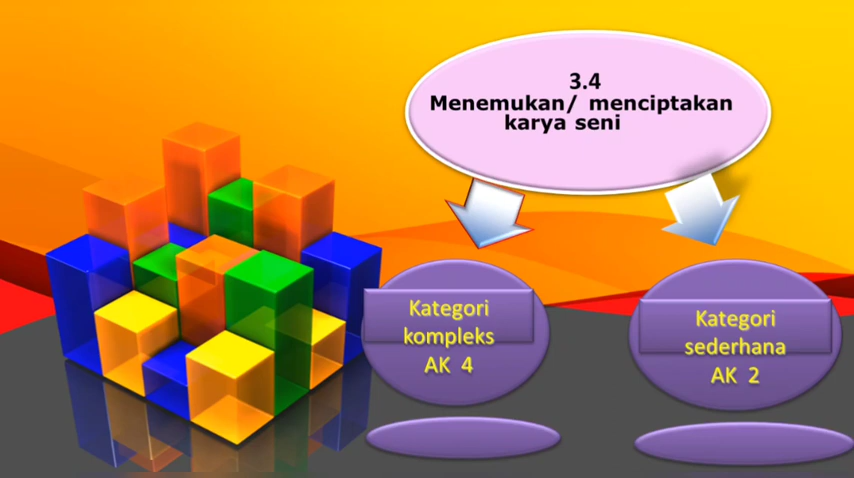 3.4
Menemukan/ menciptakan
karya seni
Kategori
kompleks
AK 4
Kategori
sederhana
AK 2